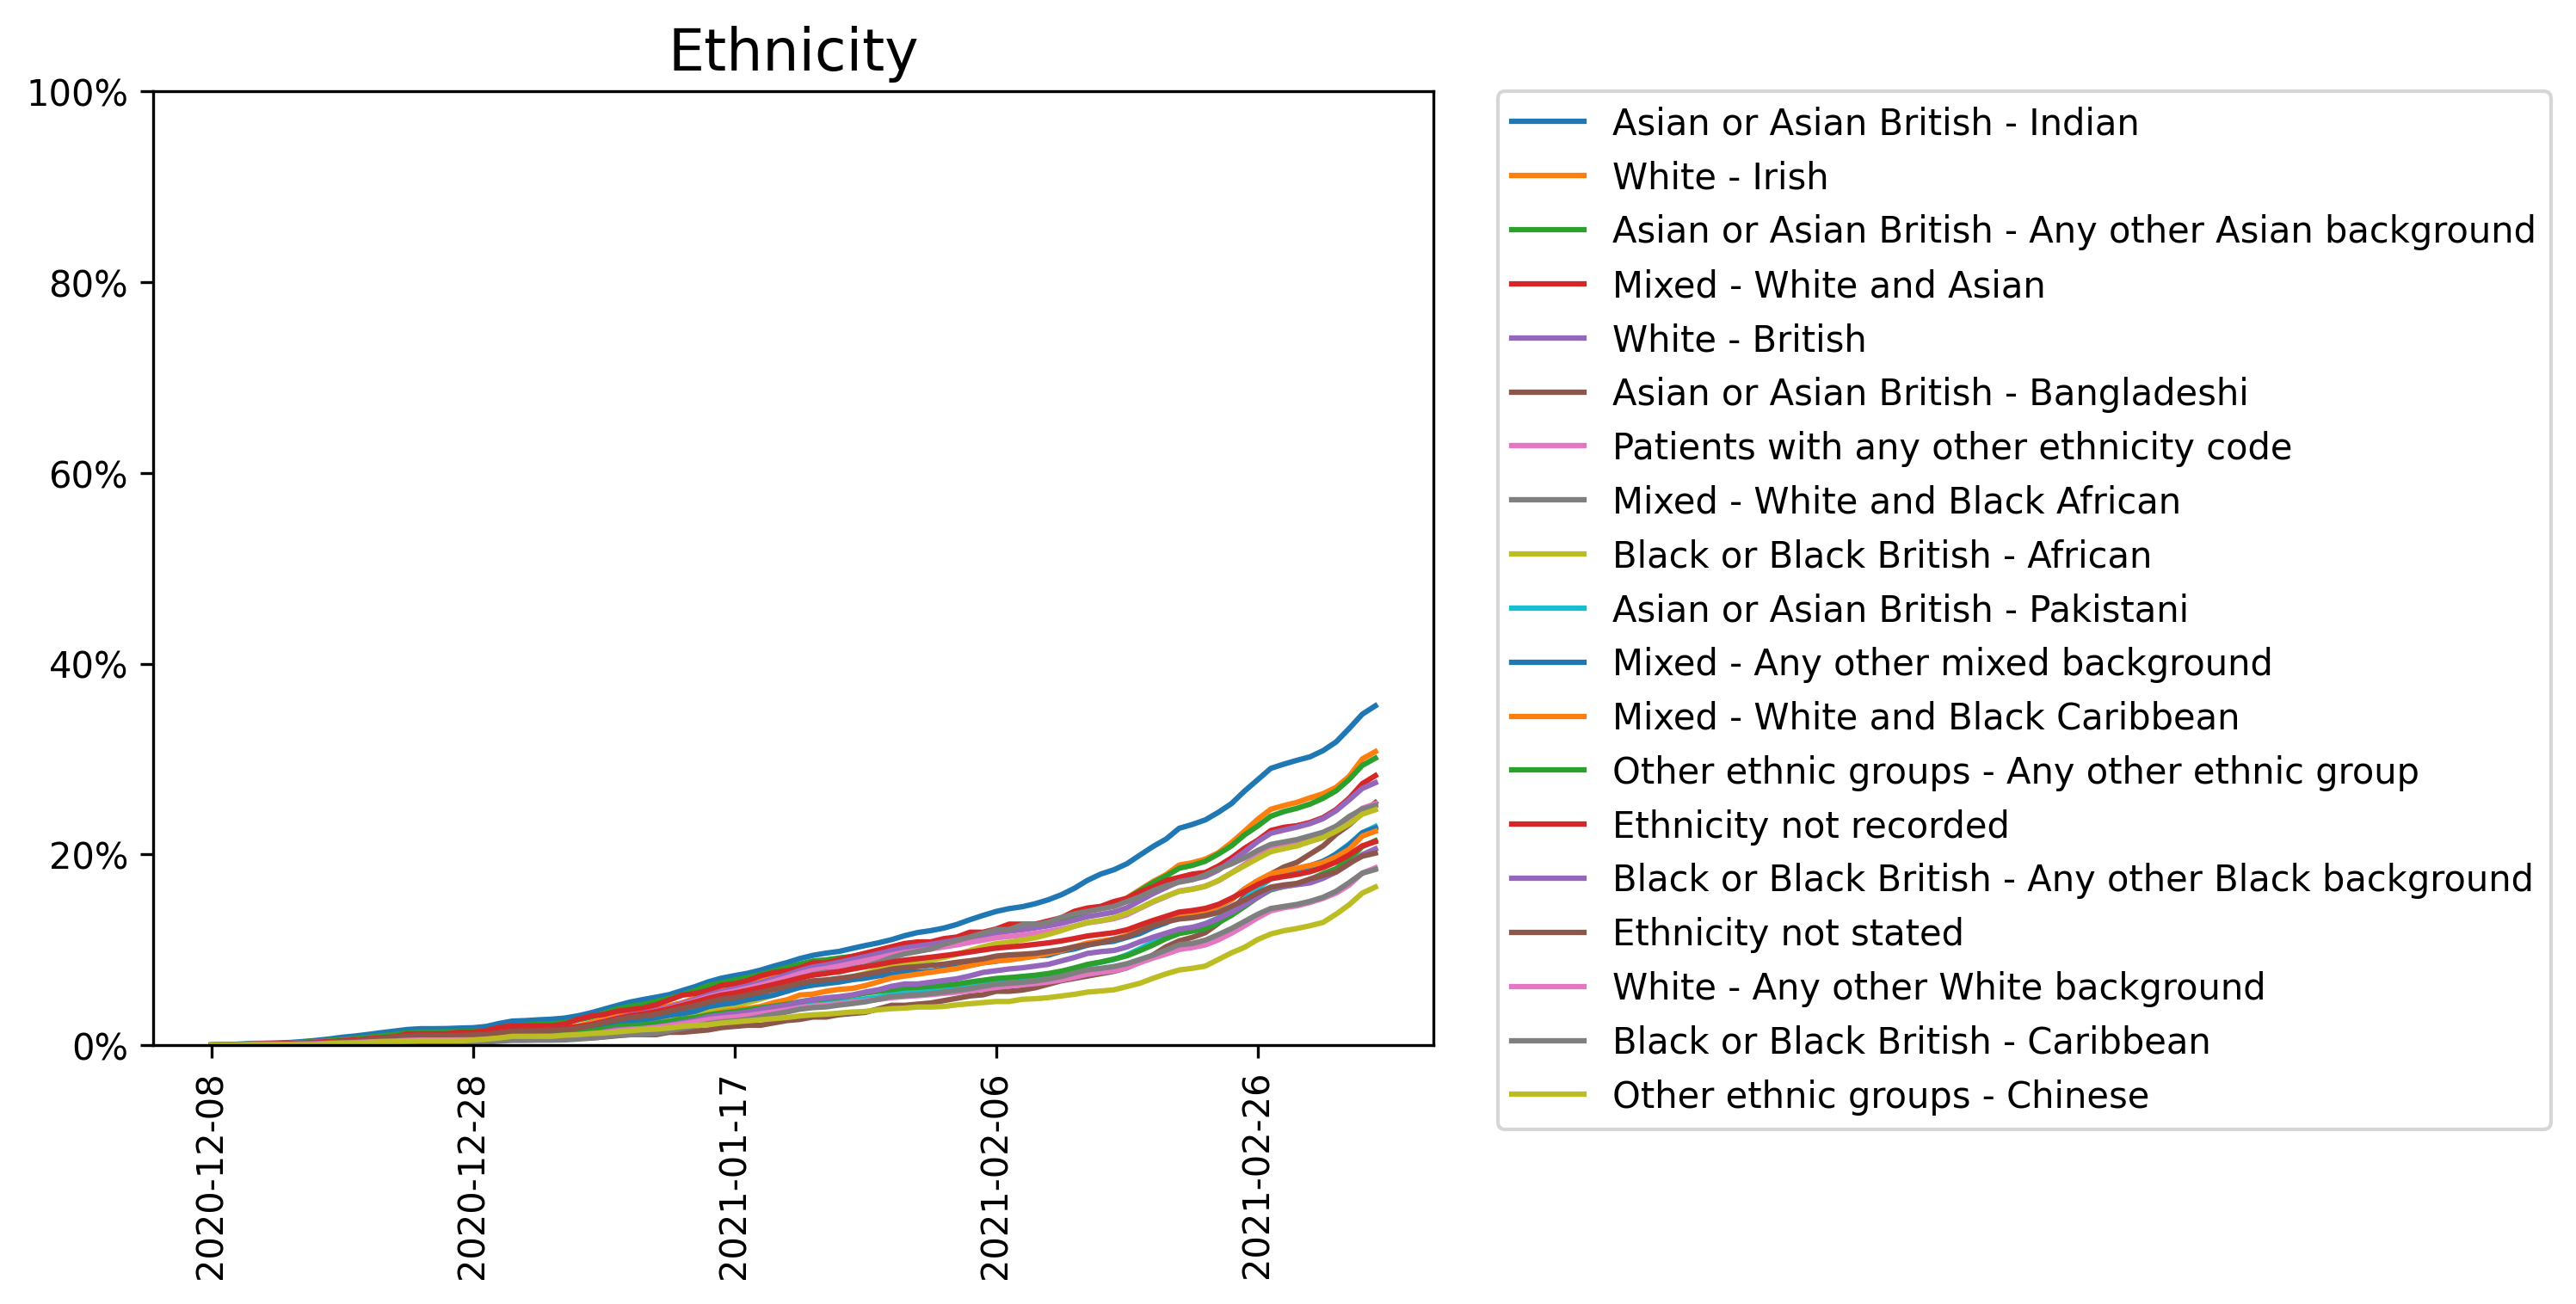 Ethnicity
100%
80%
60%
40%
20%
0%
2020-12-08
2020-12-28
2021-01-17
2021-02-06
2021-02-26
Asian or Asian British - Indian
White - Irish
Asian or Asian British - Any other Asian background
Mixed - White and Asian
White - British
Asian or Asian British - Bangladeshi
Patients with any other ethnicity code
Mixed - White and Black African
Black or Black British - African
Asian or Asian British - Pakistani
Mixed - Any other mixed background
Mixed - White and Black Caribbean
Other ethnic groups - Any other ethnic group
Ethnicity not recorded
Black or Black British - Any other Black background
Ethnicity not stated
White - Any other White background
Black or Black British - Caribbean
Other ethnic groups - Chinese